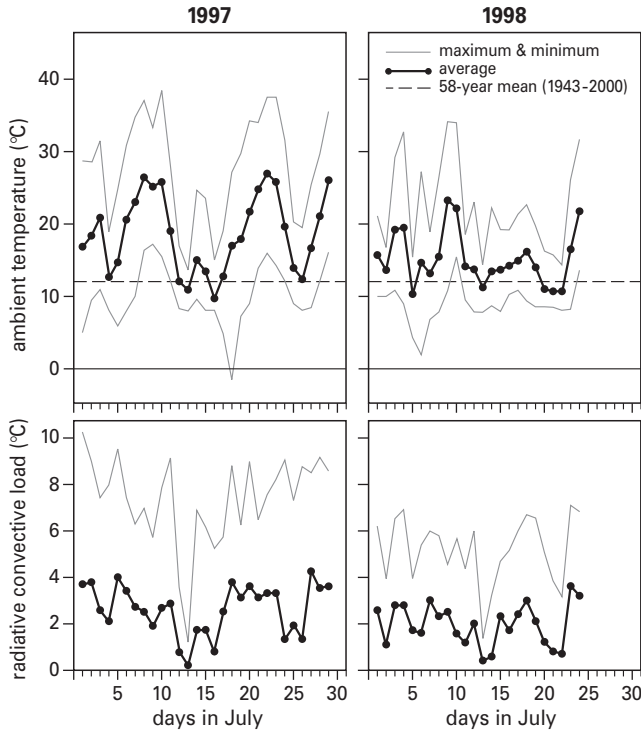 1997
1998
ambient temperature (°C)
40
30
20
10
0
maximum & minimum
average
58-year mean (1943–2000)
radiative convective load (°C)
10
8
6
4
2
0
5 10 15 20 25 30
5 10 15 20 25 30
days in July
days in July